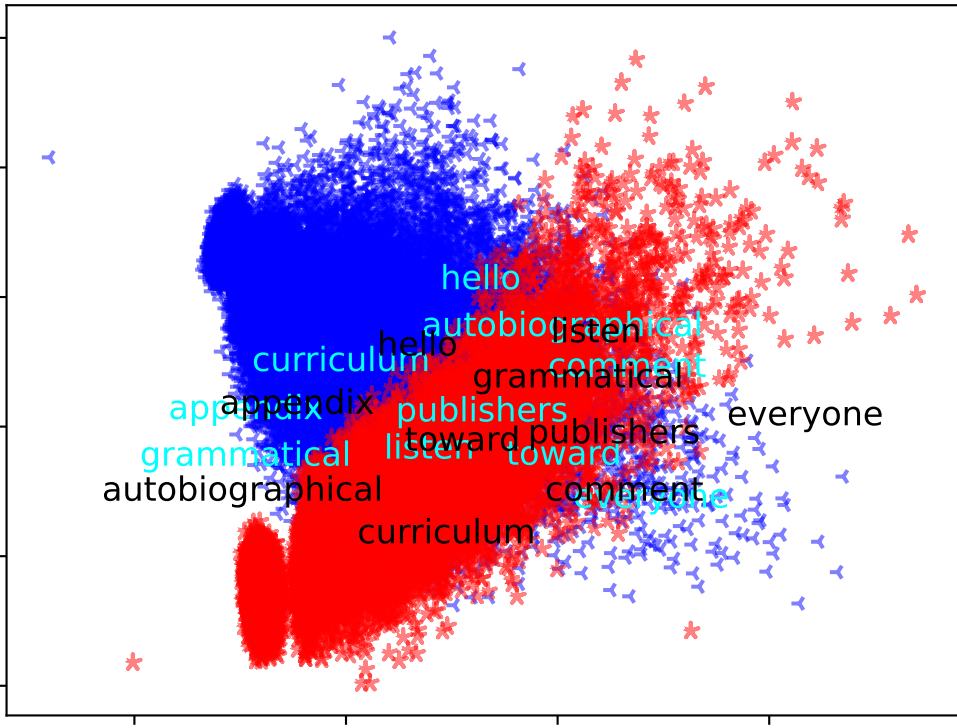 hello
autobiographical
listen
hello
curriculum
comment
grammatical
appendix
appendix
publishers
everyone
toward
publishers
listen
toward
grammatical
autobiographical
comment
everyone
curriculum